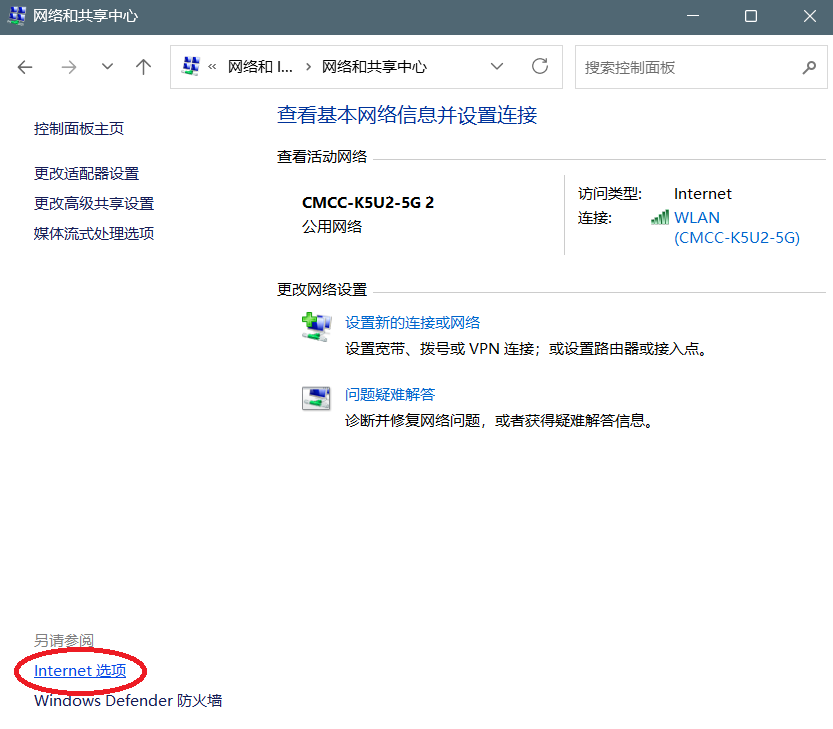 网络和共享中心
« 网络和 I... › 网络和共享中心
搜索控制面板
控制面板主页
更改适配器设置
更改高级共享设置
媒体流式处理选项
查看基本网络信息并设置连接
查看活动网络
CMCC-K5U2-5G 2
公用网络
访问类型: Internet
连接: WLAN
(CMCC-K5U2-5G)
更改网络设置
设置新的连接或网络
设置宽带、拨号或 VPN 连接；或设置路由器或接入点。
问题疑难解答
诊断并修复网络问题，或者获得疑难解答信息。
另请参阅
Internet 选项
Windows Defender 防火墙